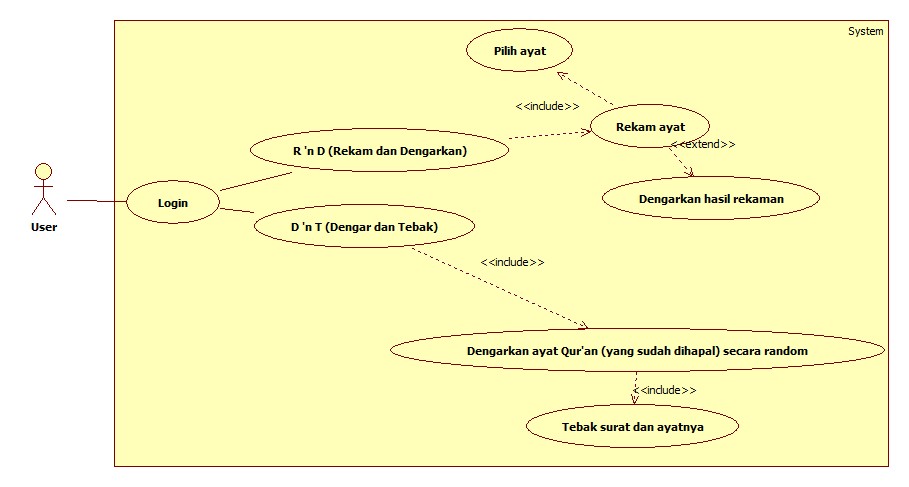 System
Pilih ayat
<<include>>
Rekam ayat
R 'n D (Rekam dan Dengarkan)
<<extend>>
Dengarkan hasil rekaman
Login
User
D 'n T (Dengar dan Tebak)
<<include>>
Dengarkan ayat Qur'an (yang sudah dihapal) secara random
<<include>>
Tebak surat dan ayatnya